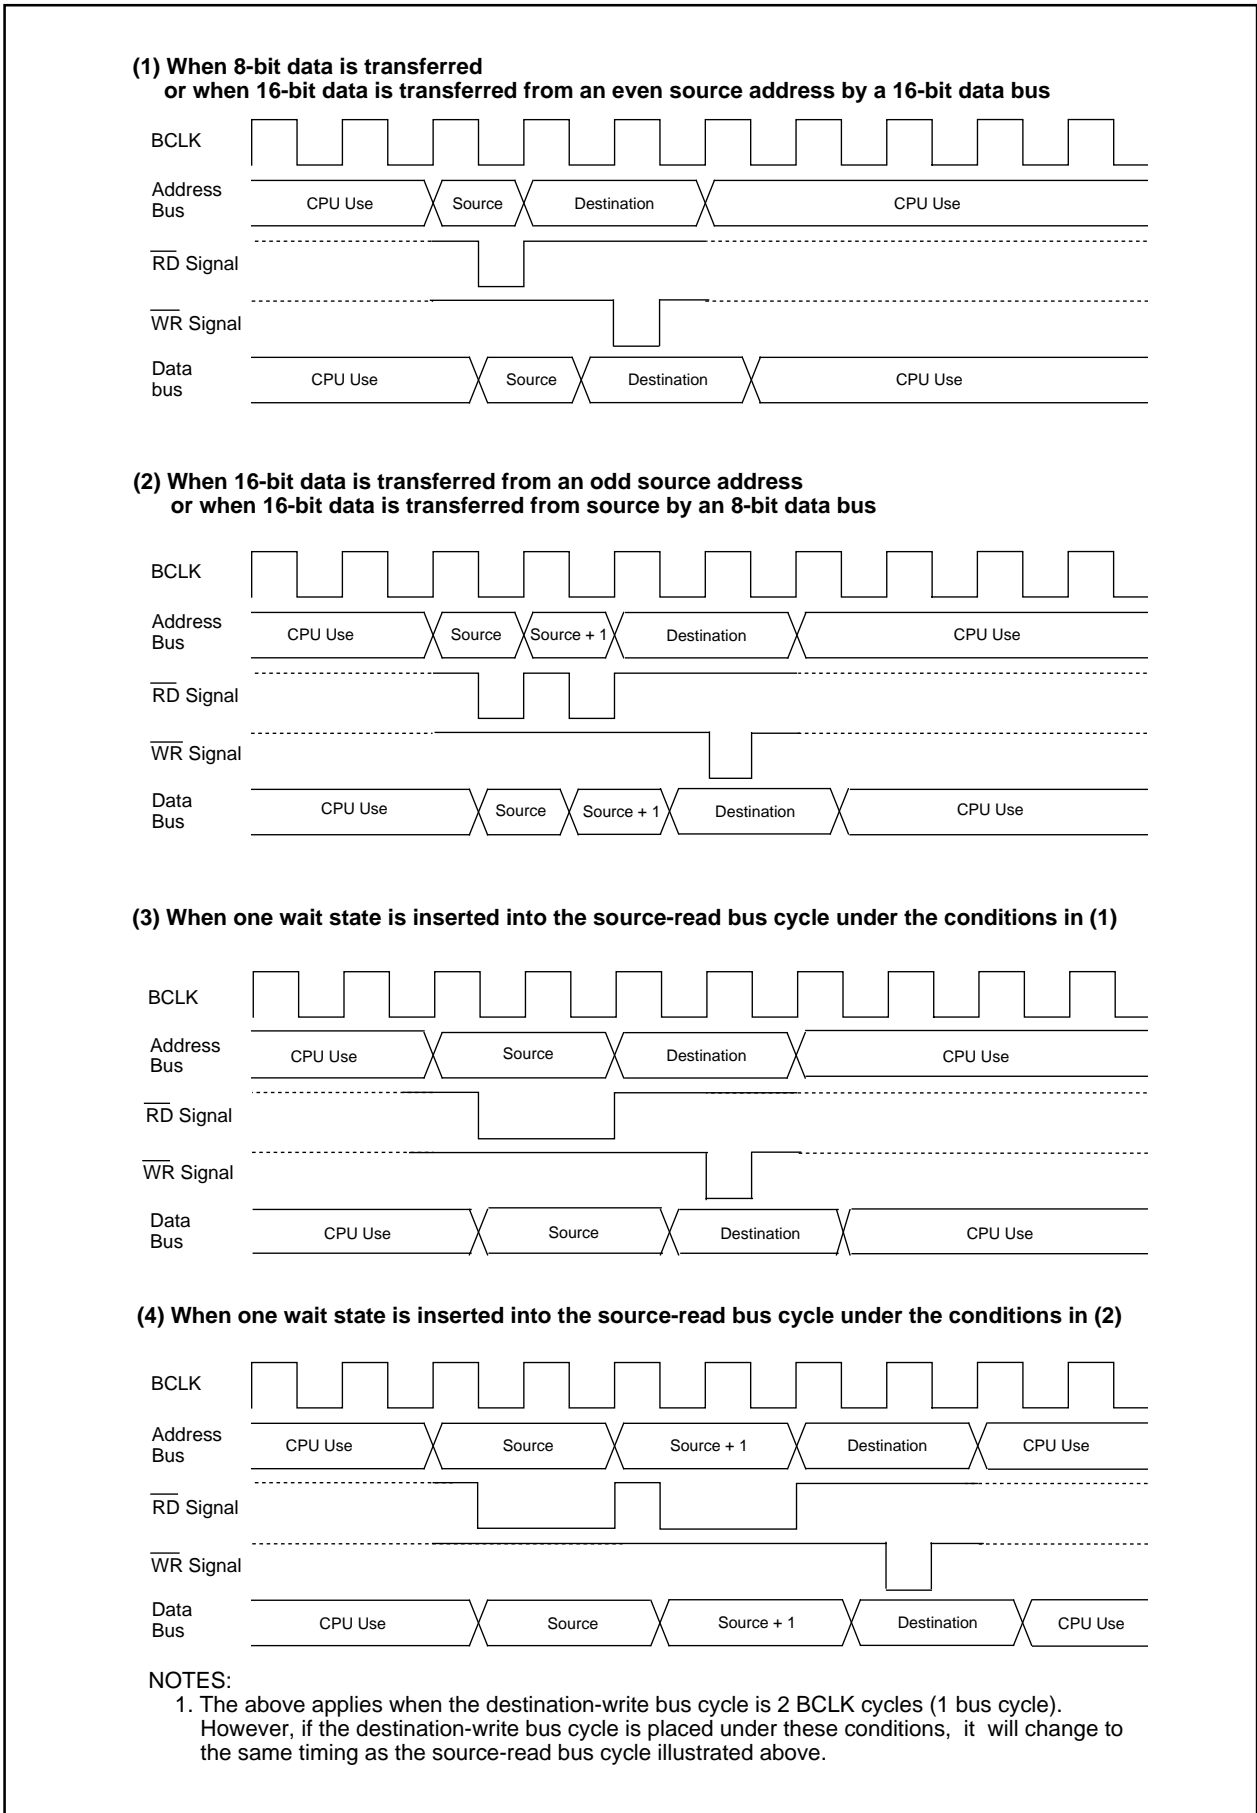 (1) When 8-bit data is transferred
or when 16-bit data is transferred from an even source address by a 16-bit data bus
BCLK
Address
Bus
CPU Use
Source
Destination
CPU Use
RD Signal
WR Signal
Data
bus
CPU Use
Source
Destination
CPU Use
(2) When 16-bit data is transferred from an odd source address
or when 16-bit data is transferred from source by an 8-bit data bus
BCLK
Address
Bus
CPU Use
Source
Source + 1
Destination
CPU Use
RD Signal
WR Signal
Data
Bus
CPU Use
Source
Source + 1
Destination
CPU Use
(3) When one wait state is inserted into the source-read bus cycle under the conditions in (1)
BCLK
Address
Bus
CPU Use
Source
Destination
CPU Use
RD Signal
WR Signal
Data
Bus
CPU Use
Source
Destination
CPU Use
(4) When one wait state is inserted into the source-read bus cycle under the conditions in (2)
BCLK
Address
Bus
CPU Use
Source
Source + 1
Destination
CPU Use
RD Signal
WR Signal
Data
Bus
CPU Use
Source
Source + 1
Destination
CPU Use
NOTES:
1. The above applies when the destination-write bus cycle is 2 BCLK cycles (1 bus cycle).
However, if the destination-write bus cycle is placed under these conditions, it will change to
the same timing as the source-read bus cycle illustrated above.